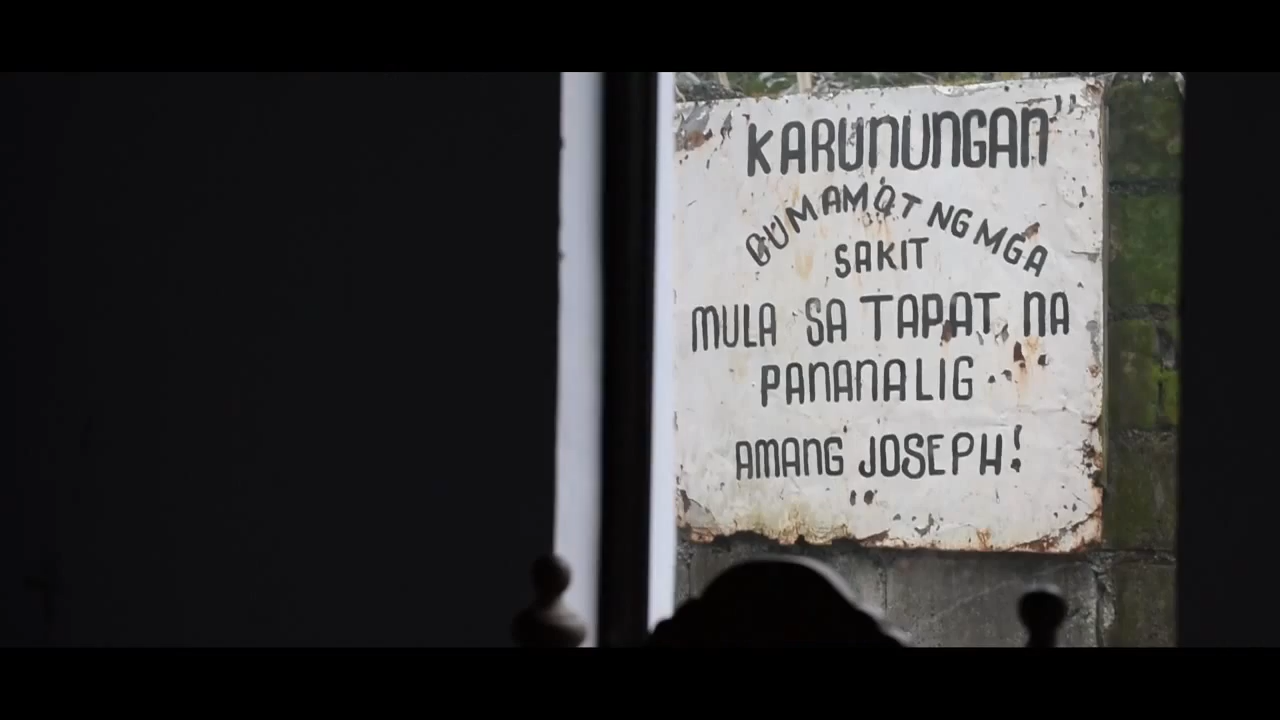 KARUNUNGAN"
GUMAMOT NG MGA
SAKIT
MULA SA TAPAT NA
PANANALIG
AMANG JOSEPH!